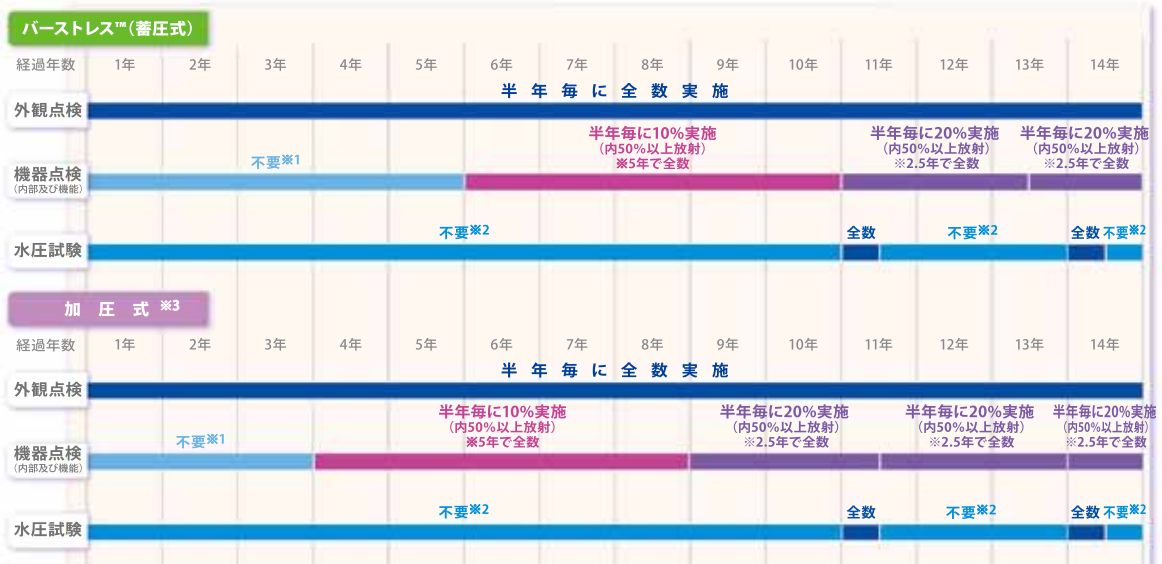 バーストレス™(蓄圧式)
経過年数 1年 2年 3年 4年 5年 6年 7年 8年 9年 10年 11年 12年 13年 14年
半年毎に全数実施
外観点検
半年毎に10%実施 半年毎に20%実施 半年毎に20%実施
(内50%以上放射) (内50%以上放射) (内50%以上放射)
不要※1 ※5年で全数 ※2.5年で全数 ※2.5年で全数
機器点検
(内部及び機能)
不要※2 全数 不要※2 全数 不要※2
水圧試験
加圧式 ※3
経過年数 1年 2年 3年 4年 5年 6年 7年 8年 9年 10年 11年 12年 13年 14年
半年毎に全数実施
外観点検
半年毎に10%実施 半年毎に20%実施 半年毎に20%実施 半年毎に20%実施
(内50%以上放射) (内50%以上放射) (内50%以上放射) (内50%以上放射)
不要※1 ※5年で全数 ※2.5年で全数 ※2.5年で全数 ※2.5年で全数
機器点検
(内部及び機能)
不要※2 全数 不要※2 全数 不要※2
水圧試験